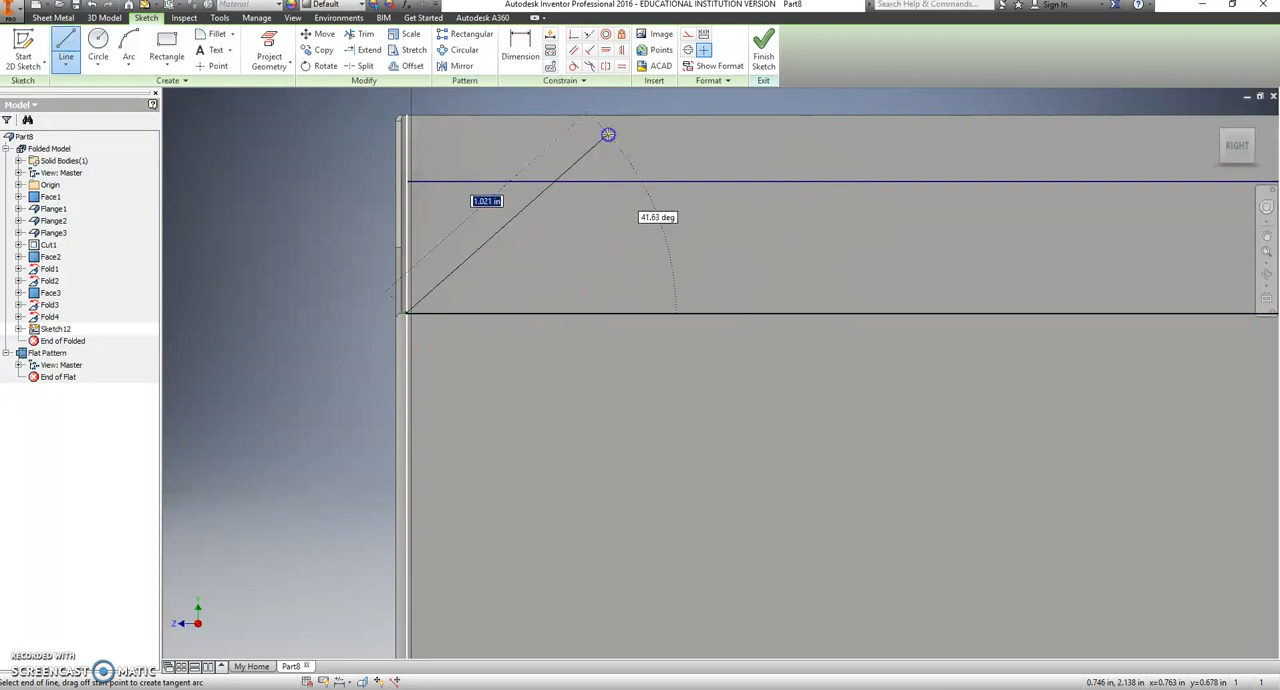 Autodesk Inventor Professional 2016 - EDUCATIONAL INSTITUTION VERSION Part8
Material
Default
Search Help & Commands...
Sign In
PRO
Sheet Metal 3D Model Sketch Inspect Tools Manage View Environments BIM Get Started Autodesk A360
Start
2D Sketch
Line
Circle
Arc
Rectangle
Fillet
Text
Point
Project
Geometry
Move
Copy
Rotate
Trim
Extend
Split
Scale
Stretch
Offset
Rectangular
Circular
Mirror
Dimension
Image
Points
ACAD
Show Format
Finish
Sketch
Sketch Create Modify Pattern Constrain Insert Format Exit
Model
Part8
Folded Model
Solid Bodies(1)
View: Master
Origin
Face1
Flange1
Flange2
Flange3
Cut1
Face2
Fold1
Fold2
Face3
Fold3
Fold4
Sketch12
End of Folded
Flat Pattern
View: Master
End of Flat
1.021 in
41.63 deg
RIGHT
Y
Z
RECORDED WITH
SCREENCAST MATIC
My Home Part8
Select end of line, drag off start point to create tangent arc
0.746 in, 2.138 in x=0.763 in y=0.678 in 1 1